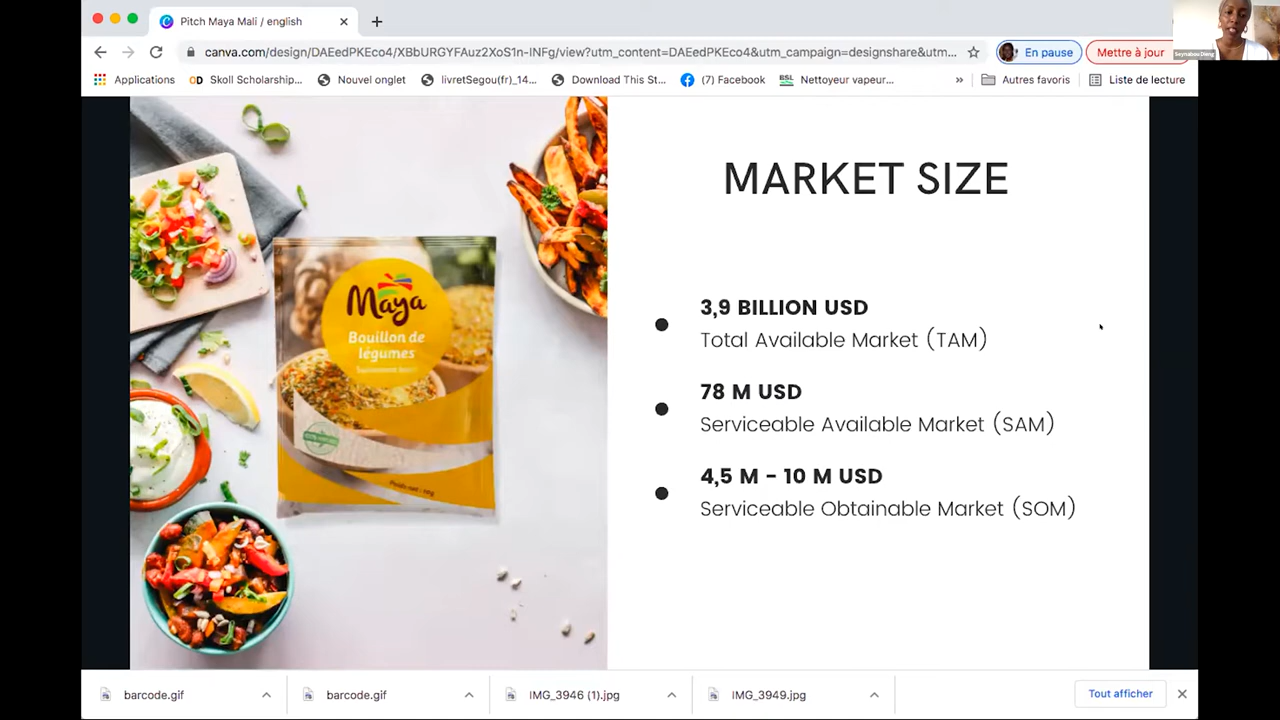 Pitch Maya Mali / english
canva.com/design/DAEedPKEco4/XBbURGYFAuz2XoS1n-INFg/view?utm_content=DAEedPKEco4&utm_campaign=designshare&utm...
En pause
Mettre à jour
Applications
OD Skoll Scholarship...
Nouvel onglet
livretSegou(fr)_14...
Download This St...
(7) Facebook
BSL Nettoyeur vapeur...
»
Autres favoris
Liste de lecture
Maya
Bouillon de
légumes
MARKET SIZE
3,9 BILLION USD
Total Available Market (TAM)
78 M USD
Serviceable Available Market (SAM)
4,5 M - 10 M USD
Serviceable Obtainable Market (SOM)
barcode.gif
barcode.gif
IMG_3946 (1).jpg
IMG_3949.jpg
Tout afficher